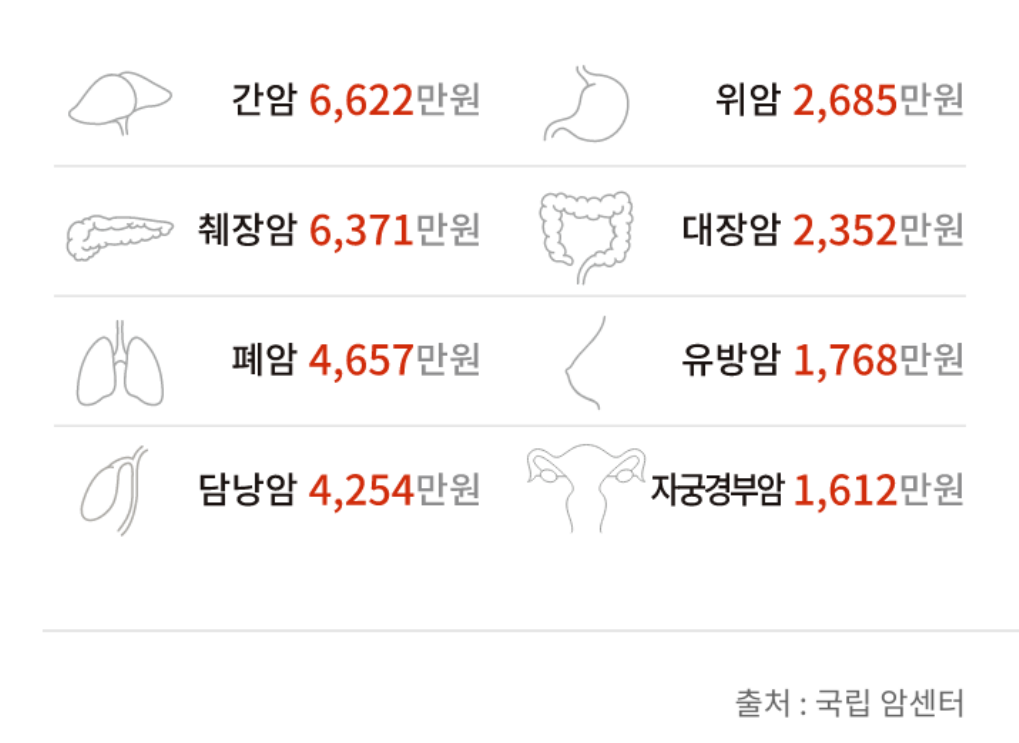 간암 6,622만원
위암 2,685만원
췌장암 6,371만원
대장암 2,352만원
폐암 4,657만원
유방암 1,768만원
담낭암 4,254만원
자궁경부암 1,612만원
출처 : 국립 암센터